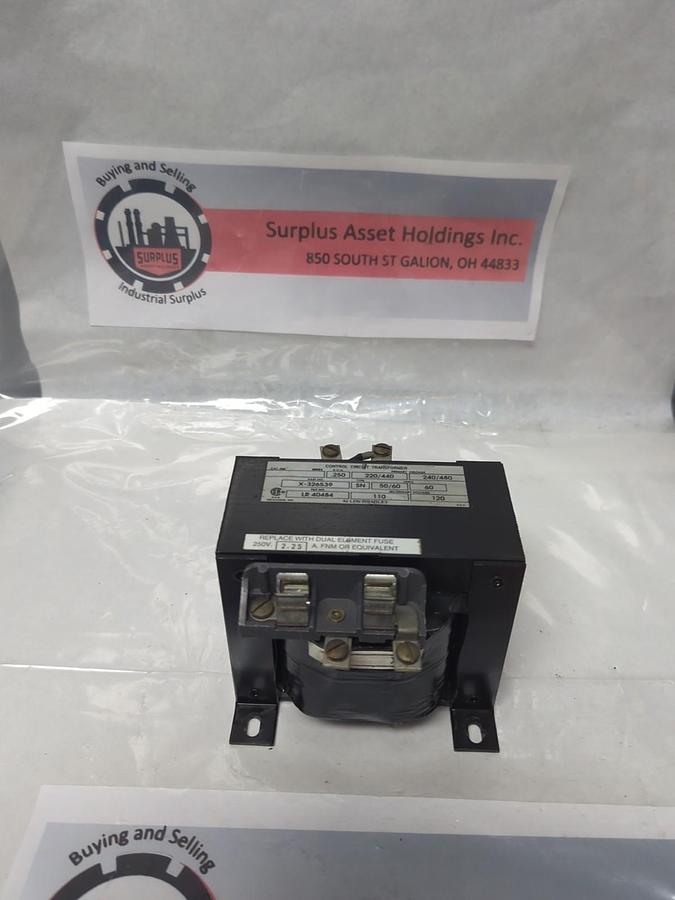 Buying and Selling
SURPLUS
Industrial Surplus
Surplus Asset Holdings Inc.
850 SOUTH ST GALION, OH 44833
CONTROL CIRCUIT TRANSFORMER
250 220/440 240/480
X-326539 SN 50/60 60
LR 40484 110 120
ALLEN-BRADLEY
REPLACE WITH DUAL ELEMENT FUSE
250V. 2.25 A. FNM OR EQUIVALENT
Buying and Selling